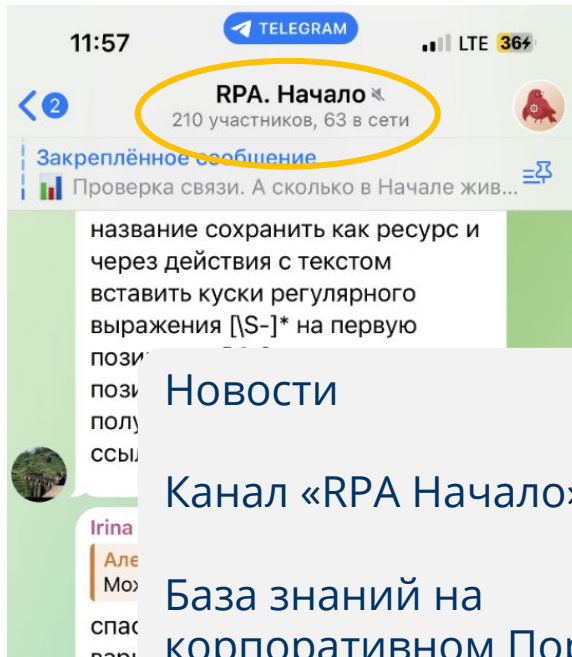 11:57
TELEGRAM
LTE 36
2
RPA. Начало
210 участников, 63 в сети
Закреплённое сообщение
Проверка связи. А сколько в Начале жив...
название сохранить как ресурс и
через действия с текстом
вставить куски регулярного
выражения [\S-]* на первую
Новости
Канал «RPA Начало»
Irina
База знаний на